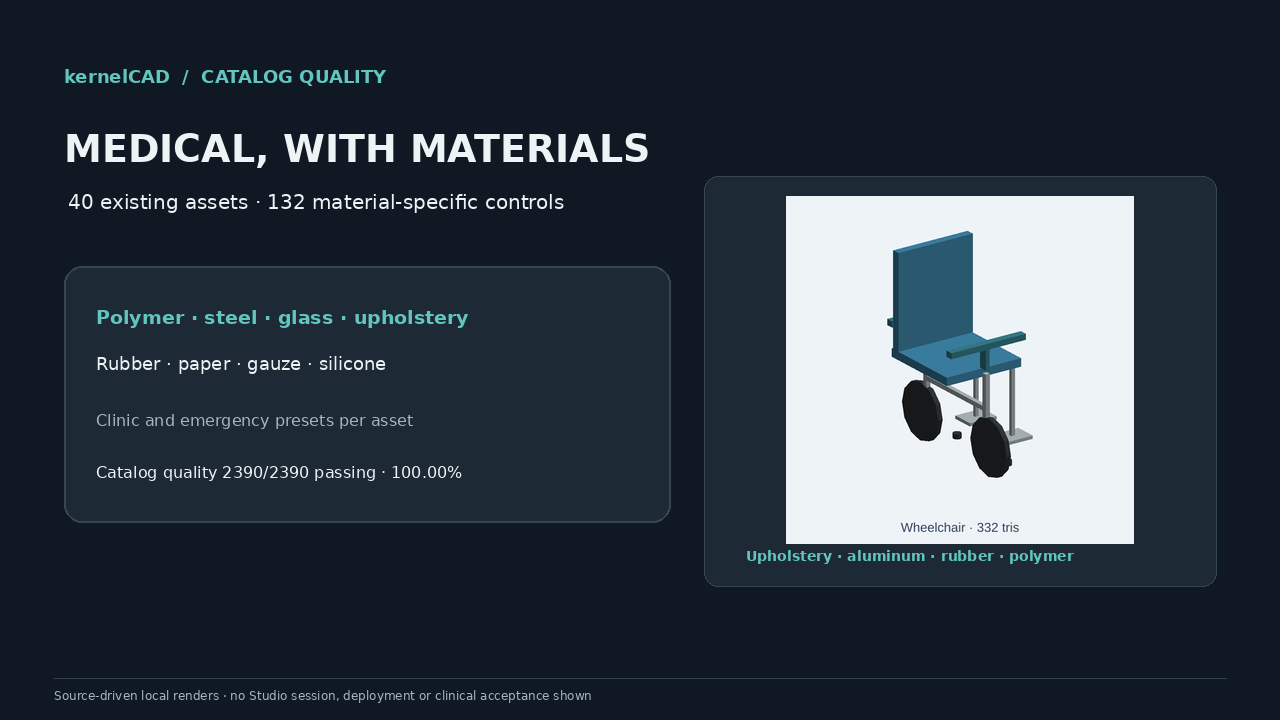 kernelCAD / CATALOG QUALITY
MEDICAL, WITH MATERIALS
40 existing assets · 132 material-specific controls
Polymer · steel · glass · upholstery
Rubber · paper · gauze · silicone
Clinic and emergency presets per asset
Catalog quality 2390/2390 passing · 100.00%
Wheelchair · 332 tris
Upholstery · aluminum · rubber · polymer
Source-driven local renders · no Studio session, deployment or clinical acceptance shown